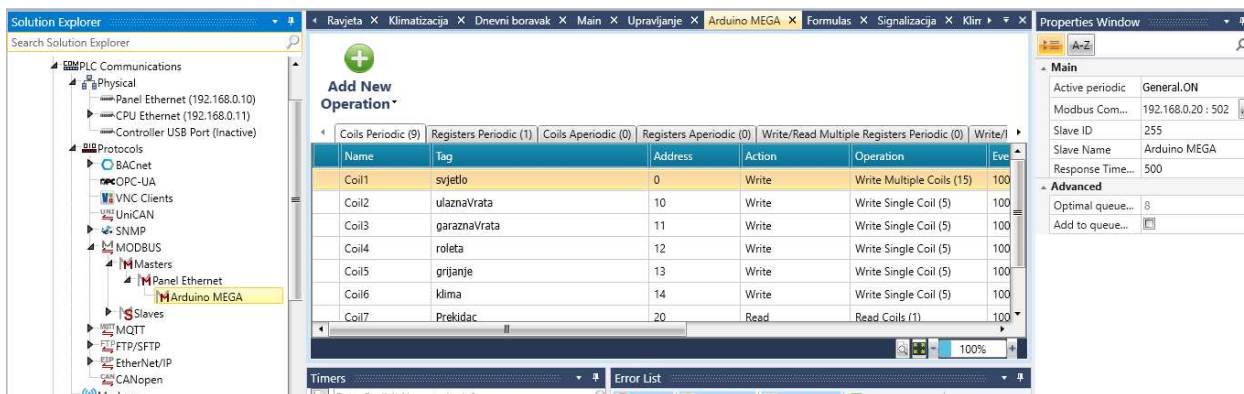 Solution Explorer
Search Solution Explorer
PLC Communications
Physical
Panel Ethernet (192.168.0.10)
CPU Ethernet (192.168.0.11)
Controller USB Port (Inactive)
Protocols
BACnet
OPC OPC-UA
VNC Clients
UniCAN
SNMP
MODBUS
Masters
Panel Ethernet
Arduino MEGA
Slaves
MQTT
FTP/SFTP
EtherNet/IP
CANopen
Ravjeta X Klimatizacija X Dnevni boravak X Main X Upravljanje X Arduino MEGA X Formulas X Signalizacija X
Add New
Operation
Coils Periodic (9) Registers Periodic (1) Coils Aperiodic (0) Registers Aperiodic (0) Write/Read Multiple Registers Periodic (0)
Name Tag Address Action Operation
Coil1 svjetlo 0 Write Write Multiple Coils (15) 100
Coil2 ulaznaVrata 10 Write Write Single Coil (5) 100
Coil3 garaznaVrata 11 Write Write Single Coil (5) 100
Coil4 roleta 12 Write Write Single Coil (5) 100
Coil5 grijanje 13 Write Write Single Coil (5) 100
Coil6 klima 14 Write Write Single Coil (5) 100
Coil7 Prekidac 20 Read Read Coils (1) 100
100%
Timers
Error List
Properties Window
A-Z
Main
Active periodic General.ON
Modbus Com... 192.168.0.20 : 502
Slave ID 255
Slave Name Arduino MEGA
Response Time... 500
Advanced
Optimal queue... 8
Add to queue...